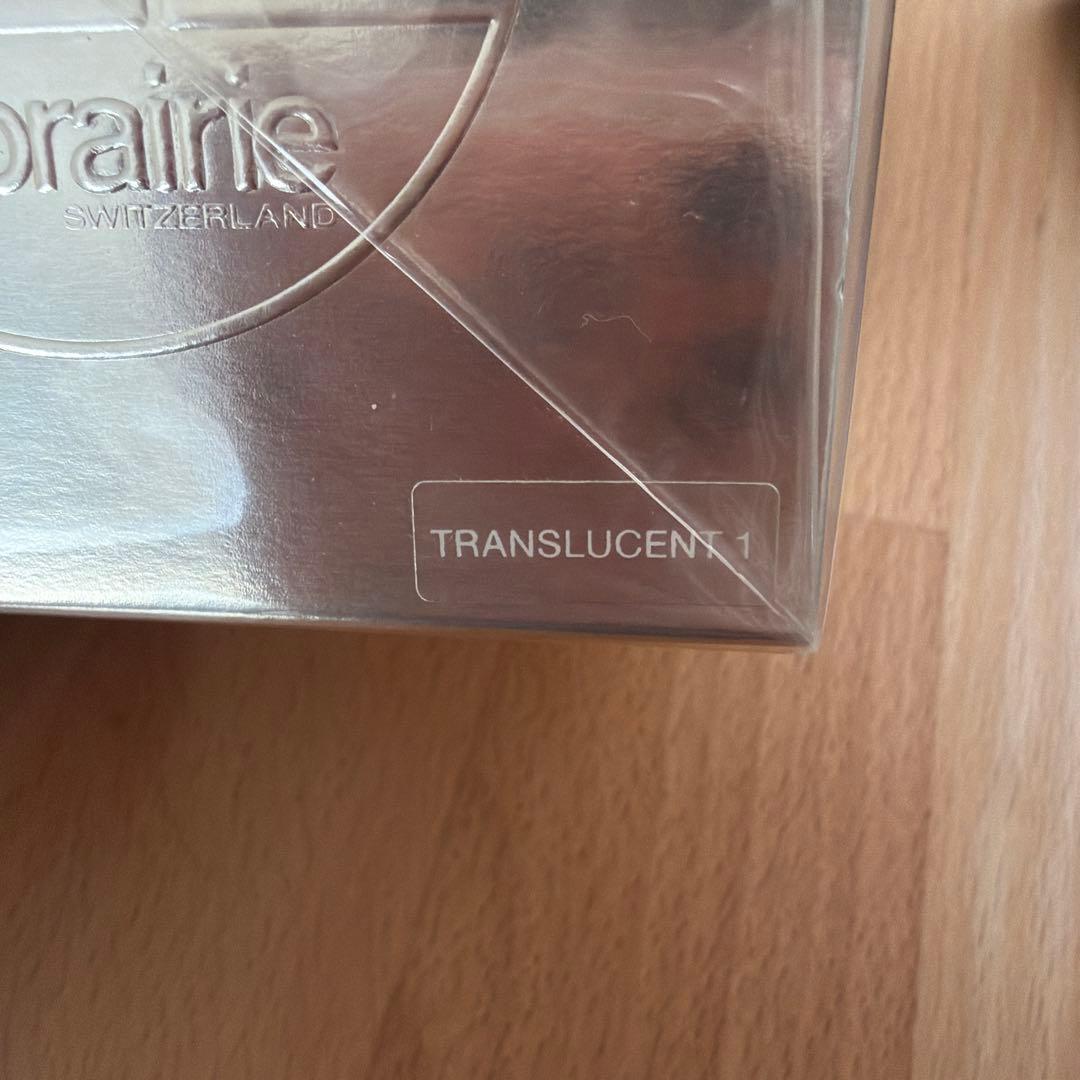 prairie
SWITZERLAND
TRANSLUCENT 1